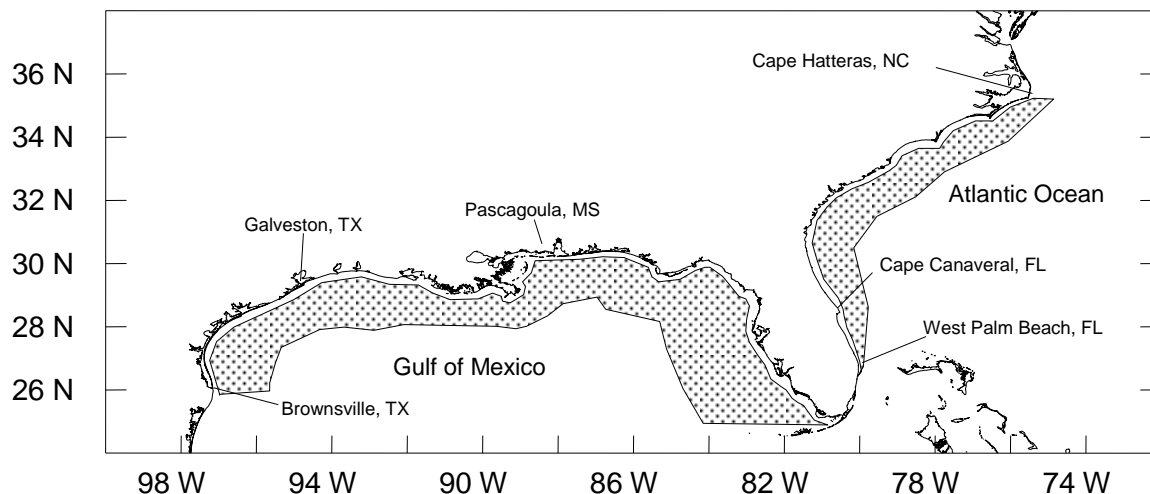 36 N
Cape Hatteras, NC
34 N
32 N
Atlantic Ocean
Pascagoula, MS
Galveston, TX
30 N
Cape Canaveral, FL
28 N
West Palm Beach, FL
Gulf of Mexico
26 N
Brownsville, TX
98 W 94 W 90 W 86 W 82 W 78 W 74 W